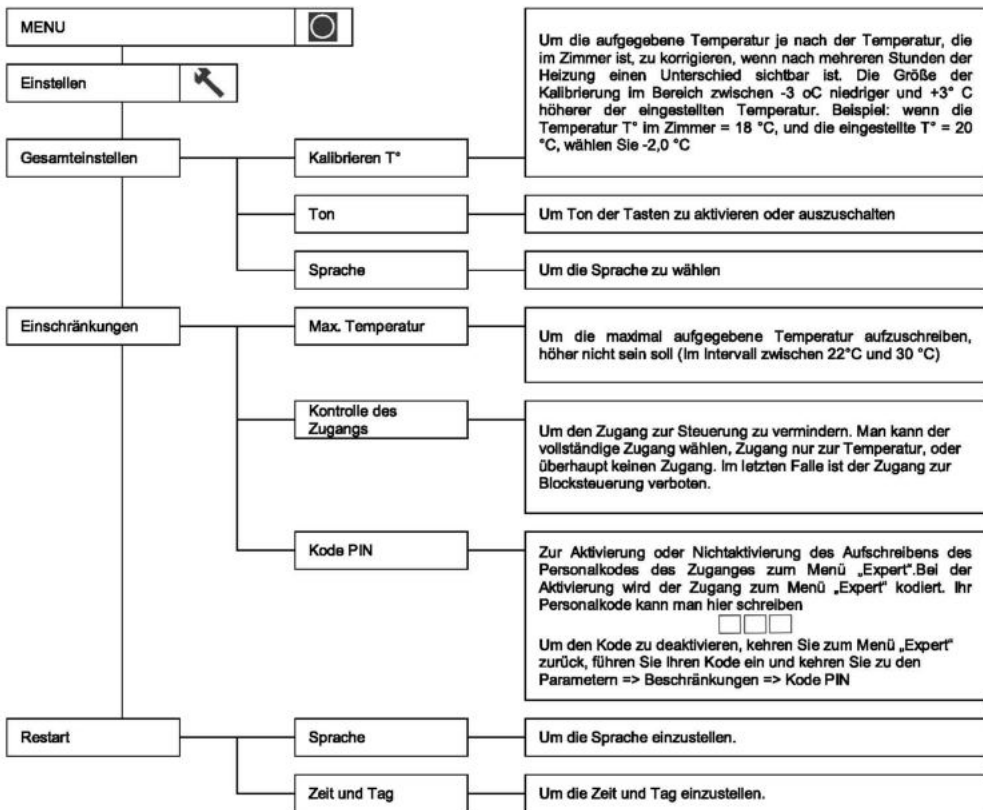 MENU
Einstellen
Gesamteinstellen
Kalibrieren T°
Um die aufgegebene Temperatur je nach der Temperatur, die
im Zimmer ist, zu korrigieren, wenn nach mehreren Stunden der
Heizung einen Unterschied sichtbar ist. Die Größe der
Kalibrierung im Bereich zwischen -3 oC niedriger und +3° C
höherer der eingestellten Temperatur. Beispiel: wenn die
Temperatur T° im Zimmer = 18 °C, und die eingestellte T° = 20
°C, wählen Sie -2,0 °C
Ton
Um Ton der Tasten zu aktivieren oder auszuschalten
Sprache
Um die Sprache zu wählen
Einschränkungen
Max. Temperatur
Um die maximal aufgegebene Temperatur aufzuschreiben,
höher nicht sein soll (Im Intervall zwischen 22°C und 30 °C)
Kontrolle des
Zugangs
Um den Zugang zur Steuerung zu vermindern. Man kann der
vollständige Zugang wählen, Zugang nur zur Temperatur, oder
überhaupt keinen Zugang. Im letzten Falle ist der Zugang zur
Blocksteuerung verboten.
Kode PIN
Zur Aktivierung oder Nichtaktivierung des Aufschreibens des
Personalkodes des Zuganges zum Menü „Expert“.Bei der
Aktivierung wird der Zugang zum Menü „Expert“ kodiert. Ihr
Personalkode kann man hier schreiben
Um den Kode zu deaktivieren, kehren Sie zum Menü „Expert“
zurück, führen Sie Ihren Kode ein und kehren Sie zu den
Parametern => Beschränkungen => Kode PIN
Restart
Sprache
Um die Sprache einzustellen.
Zeit und Tag
Um die Zeit und Tag einzustellen.